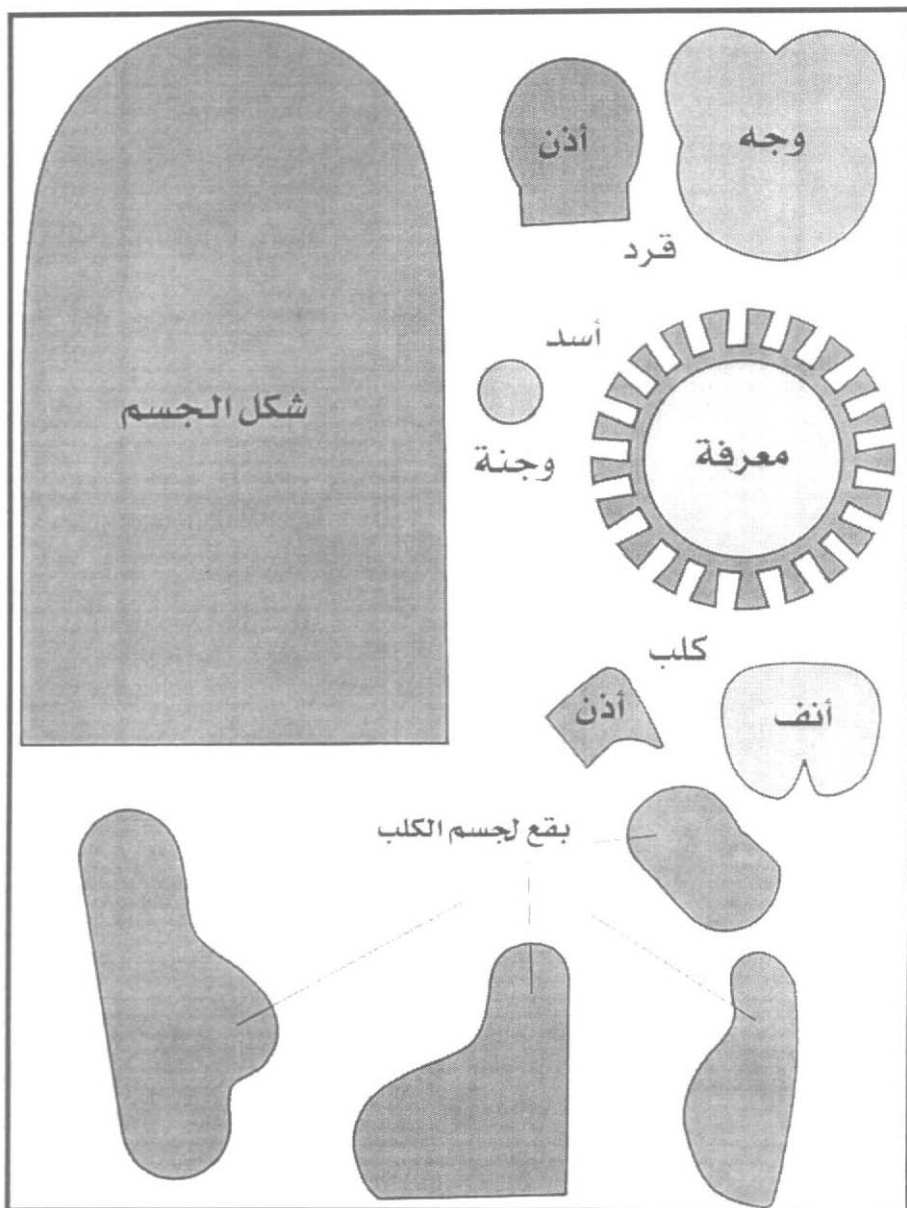 وجه
أذن
قرد
أسد
شكل الجسم
معرفة
وجنة
كلب
أذن
أنف
بقع لجسم الكلب